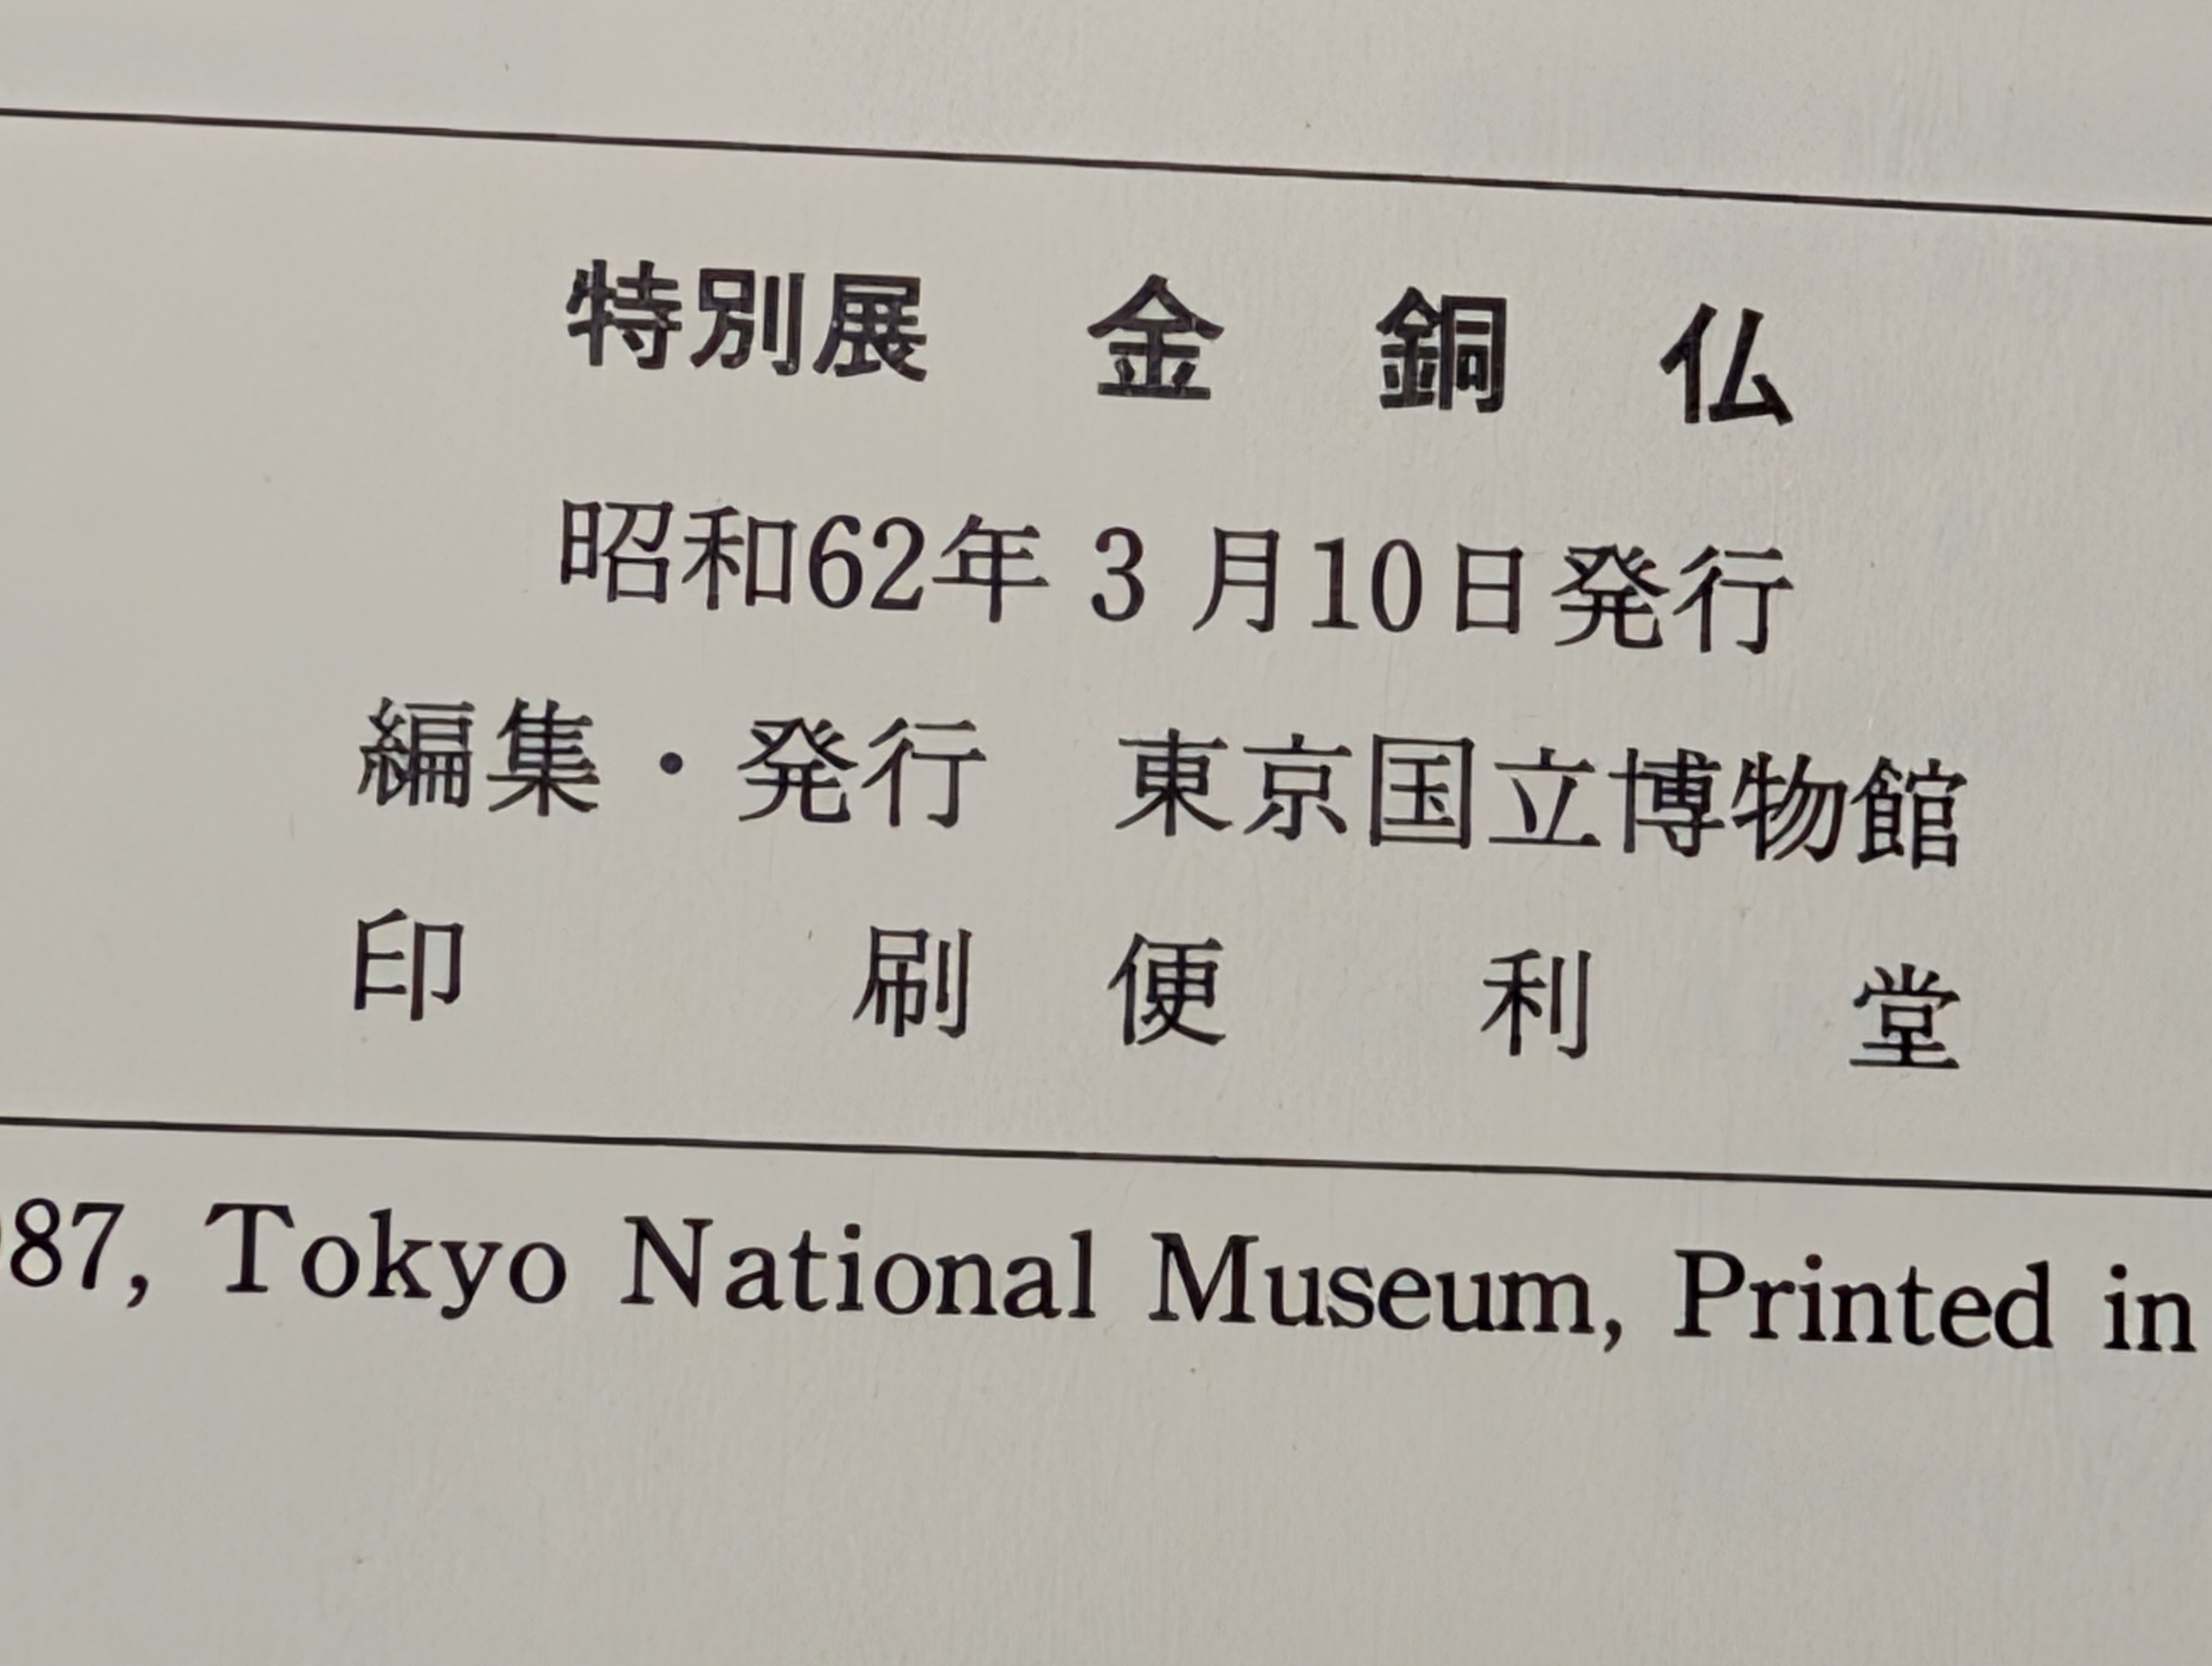 特別展　金銅仏
昭和62年3月10日発行
編集・発行　東京国立博物館
印刷　便利堂
87, Tokyo National Museum, Printed in